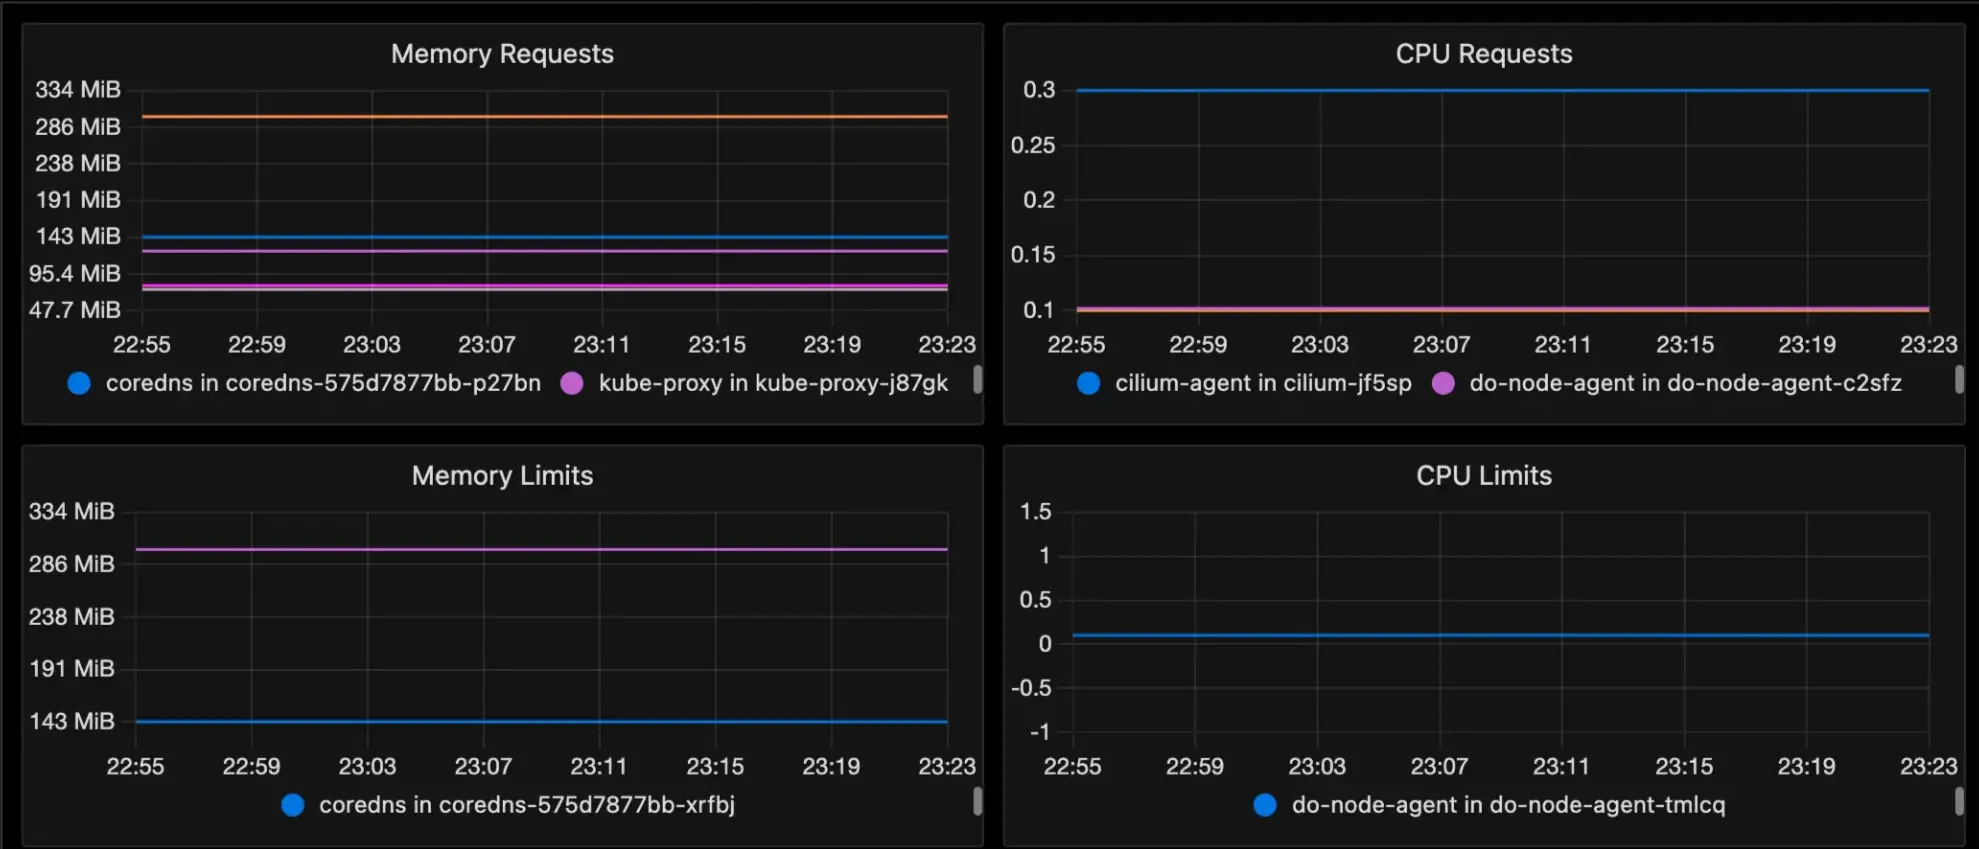 Memory Requests
334 MiB
286 MiB
238 MiB
191 MiB
143 MiB
95.4 MiB
47.7 MiB
22:55 22:59 23:03 23:07 23:11 23:15 23:19 23:23
coredns in coredns-575d7877bb-p27bn kube-proxy in kube-proxy-j87gk
CPU Requests
0.3
0.25
0.2
0.15
0.1
22:55 22:59 23:03 23:07 23:11 23:15 23:19 23:23
cilium-agent in cilium-jf5sp do-node-agent in do-node-agent-c2sfz
Memory Limits
334 MiB
286 MiB
238 MiB
191 MiB
143 MiB
22:55 22:59 23:03 23:07 23:11 23:15 23:19 23:23
coredns in coredns-575d7877bb-xrfbj
CPU Limits
1.5
1
0.5
0
-0.5
-1
22:55 22:59 23:03 23:07 23:11 23:15 23:19 23:23
do-node-agent in do-node-agent-tmlcq